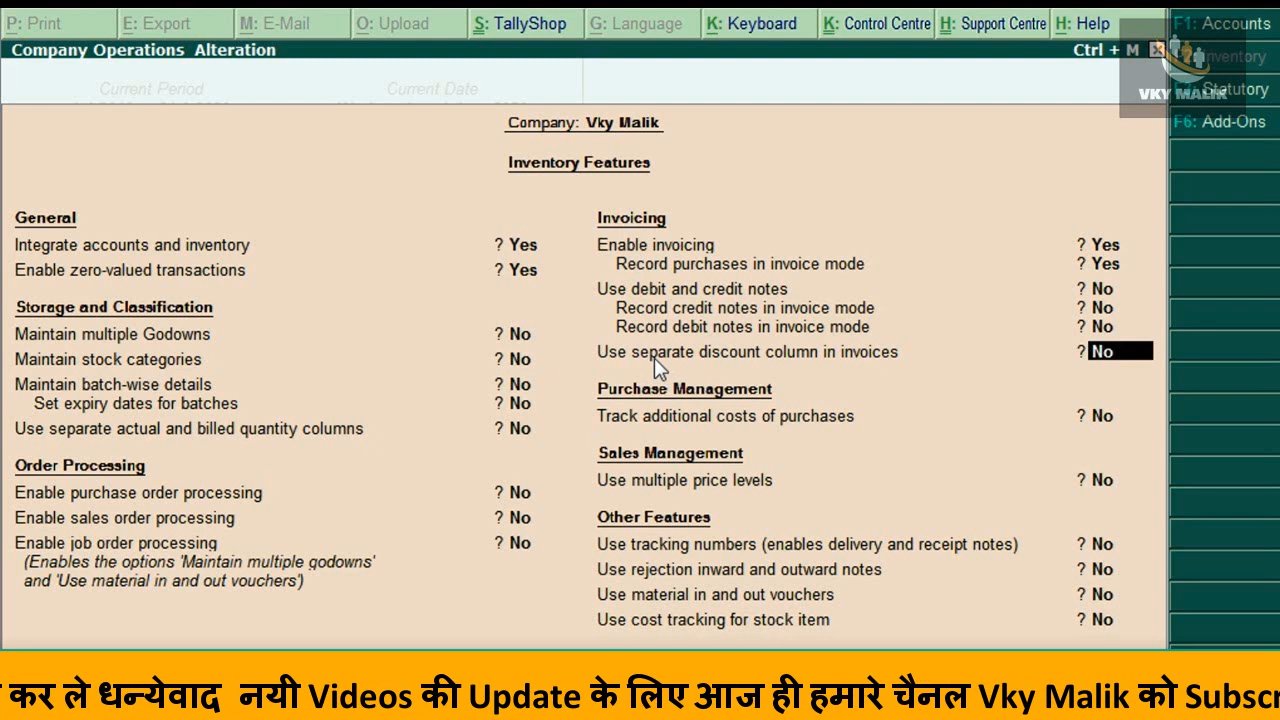 P: Print E: Export M: E-Mail O: Upload S: TallyShop G: Language K: Keyboard K: Control Centre H: Support Centre H: Help F1: Accounts
Company Operations Alteration Ctrl + M Inventory
Current Period Current Date Statutory
VKY MALIK
F6: Add-Ons
Company: Vky Malik
Inventory Features
General
Integrate accounts and inventory ? Yes
Enable zero-valued transactions ? Yes
Storage and Classification
Maintain multiple Godowns ? No
Maintain stock categories ? No
Maintain batch-wise details ? No
Set expiry dates for batches ? No
Use separate actual and billed quantity columns ? No
Order Processing
Enable purchase order processing ? No
Enable sales order processing ? No
Enable job order processing ? No
(Enables the options 'Maintain multiple godowns'
and 'Use material in and out vouchers')
Invoicing
Enable invoicing ? Yes
Record purchases in invoice mode ? Yes
Use debit and credit notes ? No
Record credit notes in invoice mode ? No
Record debit notes in invoice mode ? No
Use separate discount column in invoices ? No
Purchase Management
Track additional costs of purchases ? No
Sales Management
Use multiple price levels ? No
Other Features
Use tracking numbers (enables delivery and receipt notes) ? No
Use rejection inward and outward notes ? No
Use material in and out vouchers ? No
Use cost tracking for stock item ? No
कर ले धन्येवाद नयी Videos की Update के लिए आज ही हमारे चैनल Vky Malik को Subscr